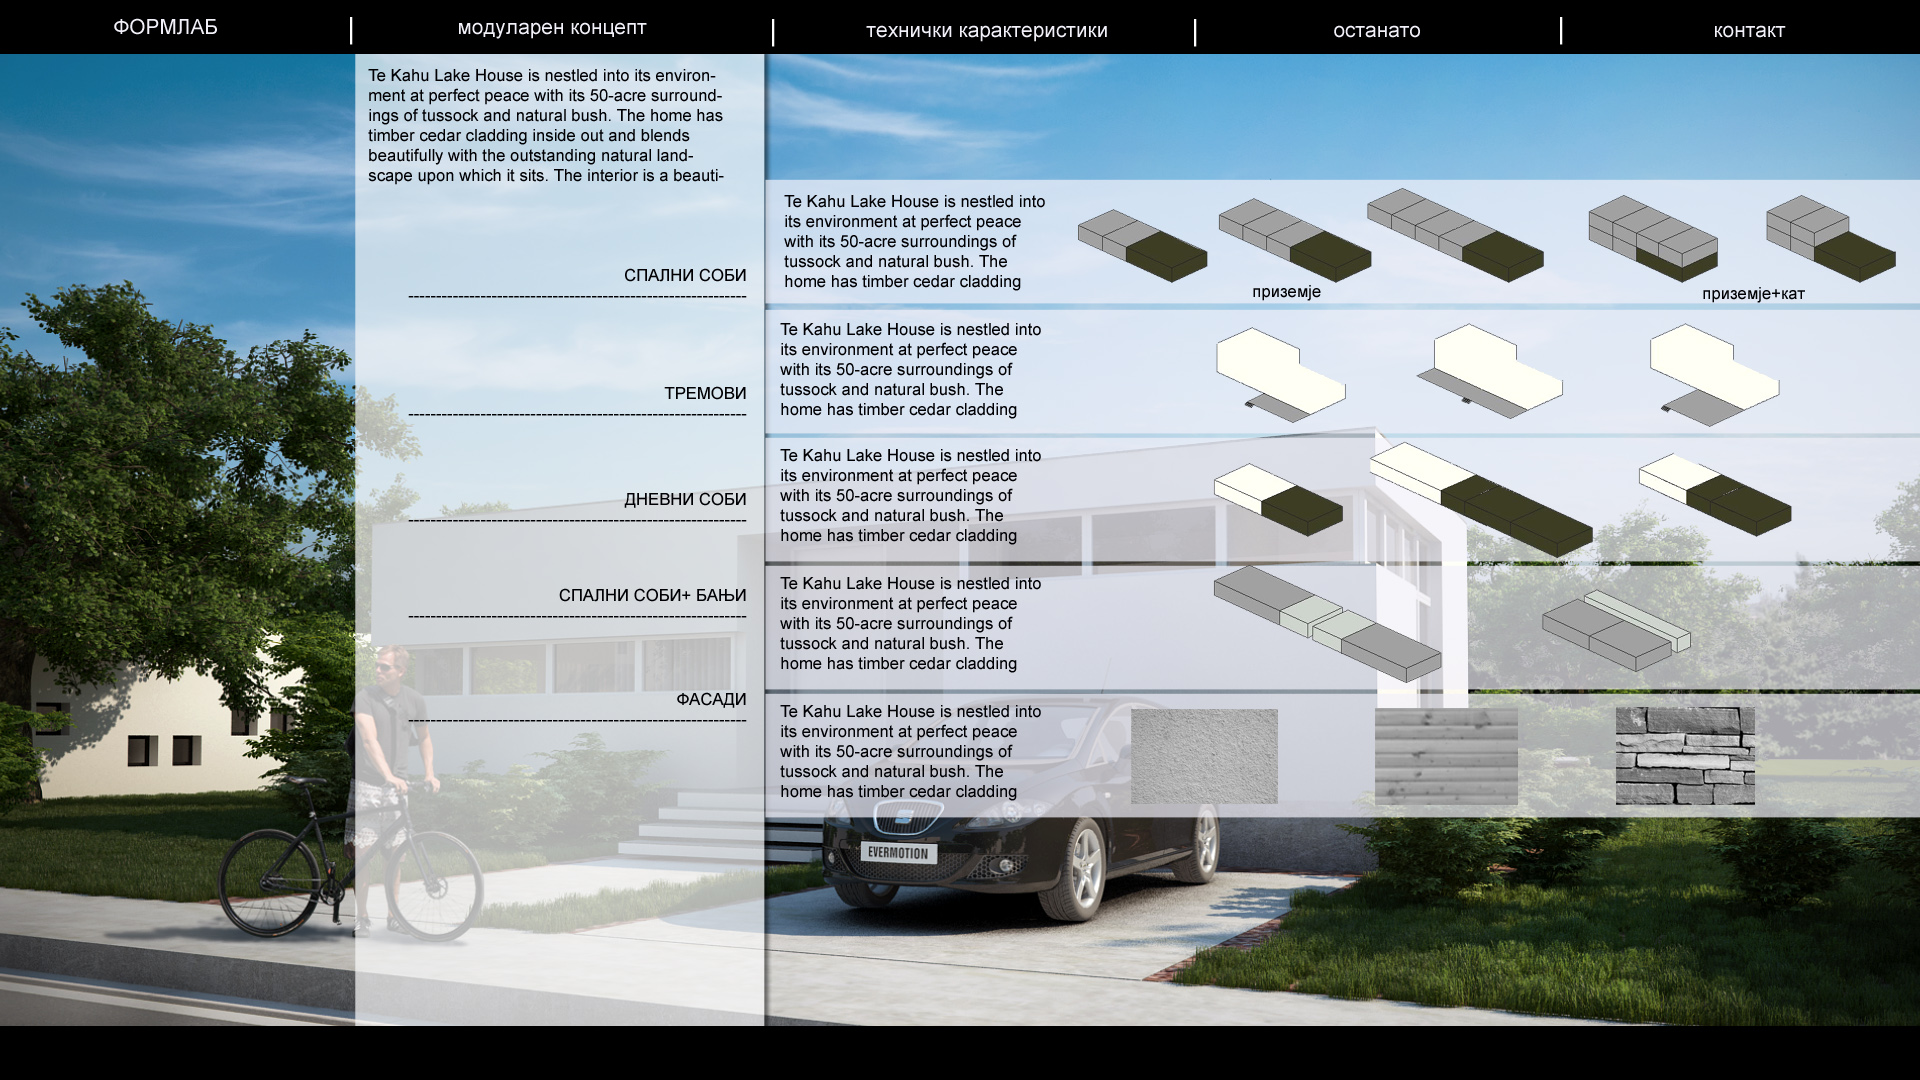 ФОРМЛАБ
модуларен концепт
технички карактеристики
останато
контакт
Te Kahu Lake House is nestled into its environ-
ment at perfect peace with its 50-acre surround-
ings of tussock and natural bush. The home has
timber cedar cladding inside out and blends
beautifully with the outstanding natural land-
scape upon which it sits. The interior is a beauti-
СПАЛНИ СОБИ
ТРЕМОВИ
ДНЕВНИ СОБИ
СПАЛНИ СОБИ+ БАЊИ
ФАСАДИ
Te Kahu Lake House is nestled into
its environment at perfect peace
with its 50-acre surroundings of
tussock and natural bush. The
home has timber cedar cladding
приземје
приземје+кат
Te Kahu Lake House is nestled into
its environment at perfect peace
with its 50-acre surroundings of
tussock and natural bush. The
home has timber cedar cladding
Te Kahu Lake House is nestled into
its environment at perfect peace
with its 50-acre surroundings of
tussock and natural bush. The
home has timber cedar cladding
Te Kahu Lake House is nestled into
its environment at perfect peace
with its 50-acre surroundings of
tussock and natural bush. The
home has timber cedar cladding
Te Kahu Lake House is nestled into
its environment at perfect peace
with its 50-acre surroundings of
tussock and natural bush. The
home has timber cedar cladding
EVERMOTION